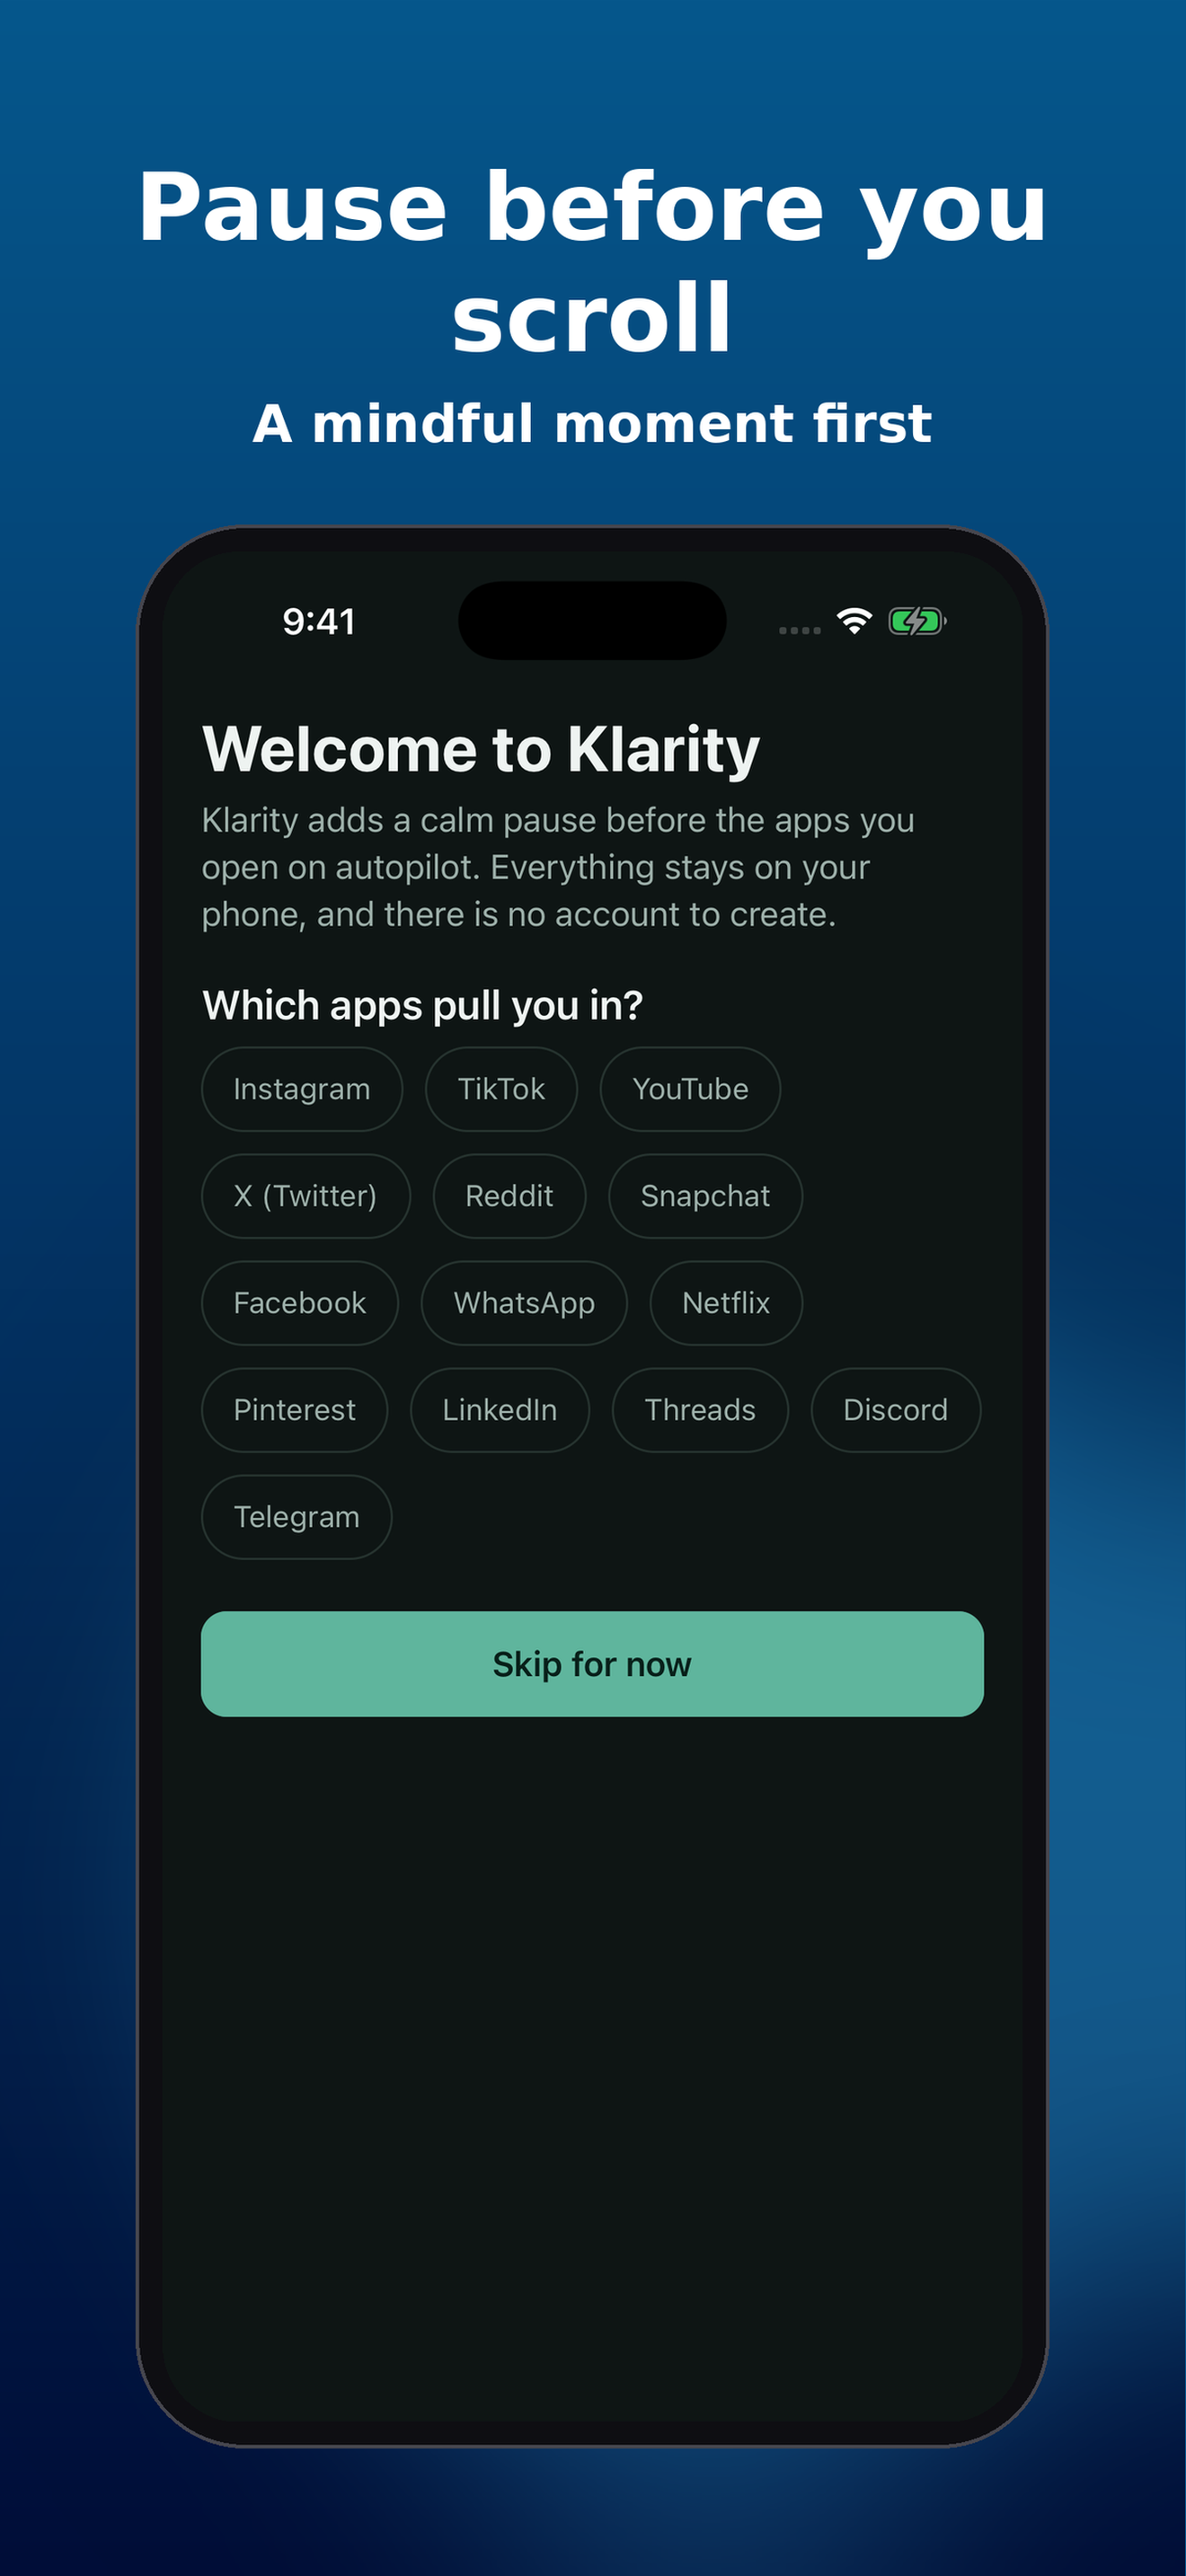 Pause before you
scroll
A mindful moment first
9:41
Welcome to Klarity
Klarity adds a calm pause before the apps you
open on autopilot. Everything stays on your
phone, and there is no account to create.
Which apps pull you in?
Instagram TikTok YouTube
X (Twitter) Reddit Snapchat
Facebook WhatsApp Netflix
Pinterest LinkedIn Threads Discord
Telegram
Skip for now